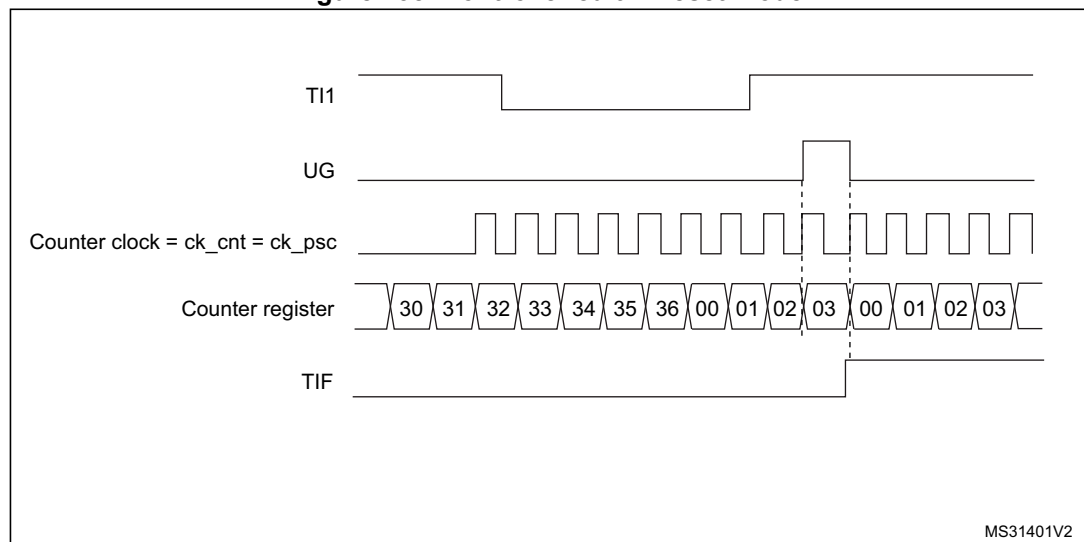 TI1
UG
Counter clock = ck_cnt = ck_psc
Counter register 30 31 32 33 34 35 36 00 01 02 03 00 01 02 03
TIF
MS31401V2